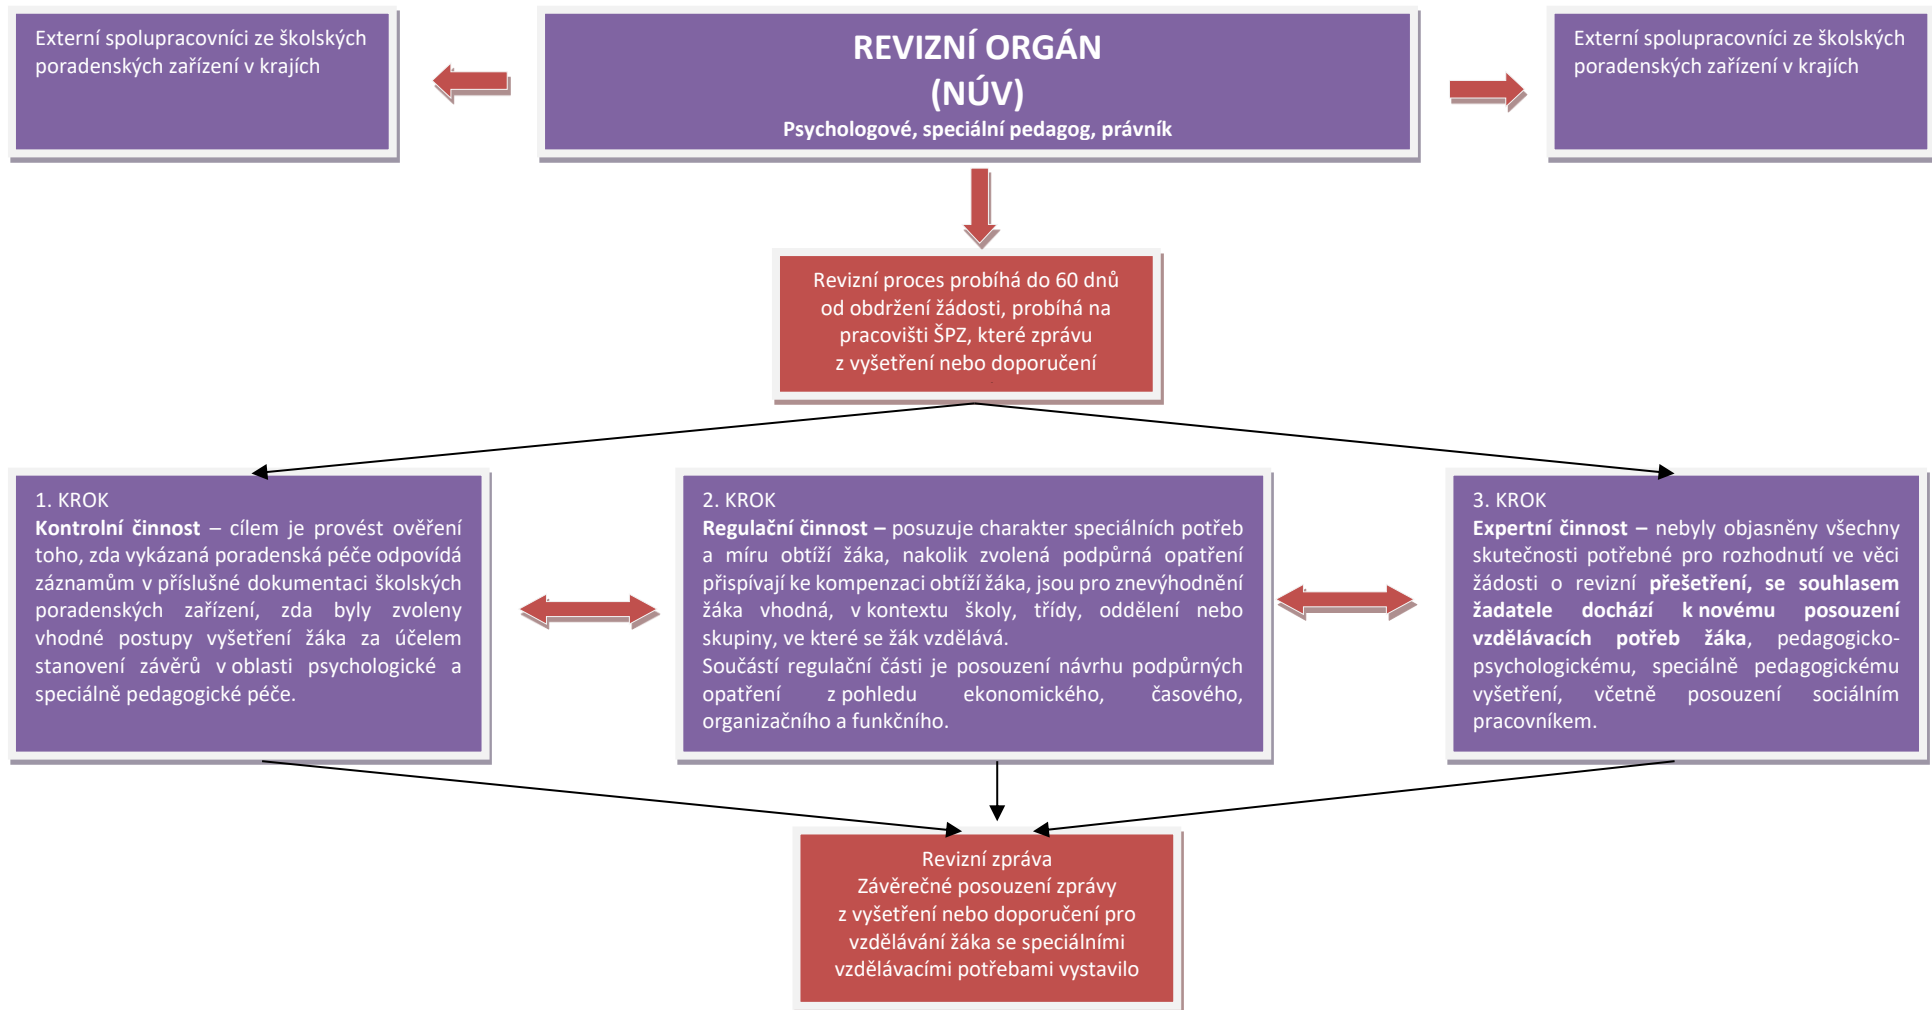 Externí spolupracovníci ze školských
poradenských zařízení v krajích
REVIZNÍ ORGÁN
(NÚV)
Psychologové, speciální pedagog, právník
Externí spolupracovníci ze školských
poradenských zařízení v krajích
Revizní proces probíhá do 60 dnů
od obdržení žádosti, probíhá na
pracovišti ŠPZ, které zprávu
z vyšetření nebo doporučení
1. KROK
Kontrolní činnost – cílem je provést ověření
toho, zda vykázaná poradenská péče odpovídá
záznamům v příslušné dokumentaci školských
poradenských zařízení, zda byly zvoleny
vhodné postupy vyšetření žáka za účelem
stanovení závěrů v oblasti psychologické a
speciálně pedagogické péče.
2. KROK
Regulační činnost – posuzuje charakter speciálních potřeb
a míru obtíží žáka, nakolik zvolená podpůrná opatření
přispívají ke kompenzaci obtíží žáka, jsou pro znevýhodnění
žáka vhodná, v kontextu školy, třídy, oddělení nebo
skupiny, ve které se žák vzdělává.
Součástí regulační části je posouzení návrhu podpůrných
opatření z pohledu ekonomického, časového,
organizačního a funkčního.
3. KROK
Expertní činnost – nebyly objasněny všechny
skutečnosti potřebné pro rozhodnutí ve věci
žádosti o revizní přešetření, se souhlasem
žadatele dochází k novému posouzení
vzdělávacích potřeb žáka, pedagogicko-
psychologickému, speciálně pedagogickému
vyšetření, včetně posouzení sociálním
pracovníkem.
Revizní zpráva
Závěrečné posouzení zprávy
z vyšetření nebo doporučení pro
vzdělávání žáka se speciálními
vzdělávacími potřebami vystavilo